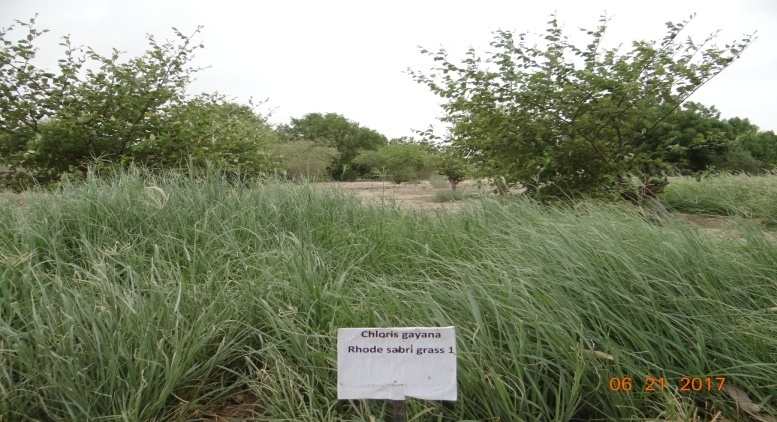 Chloris gayana
Rhode sabri grass 1
06 21 2017